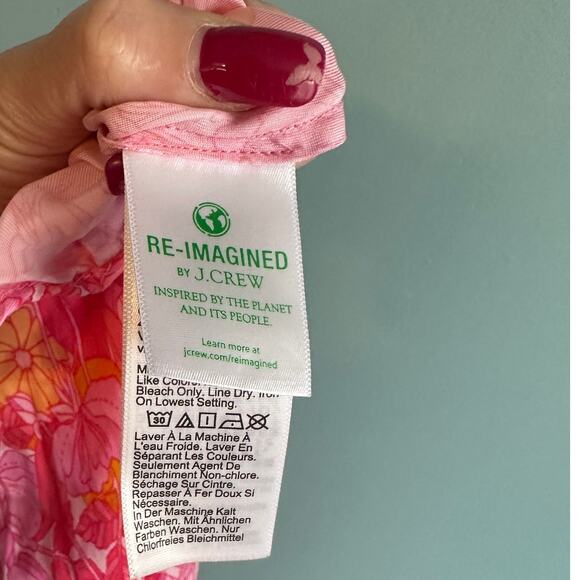 RE-IMAGINED
BY J.CREW
INSPIRED BY THE PLANET
AND ITS PEOPLE.
Learn more at
jcrew.com/reimagined
Like Colors.
Bleach Only. Line Dry. Iron
On Lowest Setting.
30
Laver À La Machine À
L'eau Froide. Laver En
Séparant Les Couleurs.
Seulement Agent De
Blanchiment Non-chlore.
Séchage Sur Cintre.
Repasser À Fer Doux Si
Nécessaire.
In Der Maschine Kalt
Waschen. Mit Ähnlichen
Farben Waschen. Nur
Chlorfreies Bleichmittel